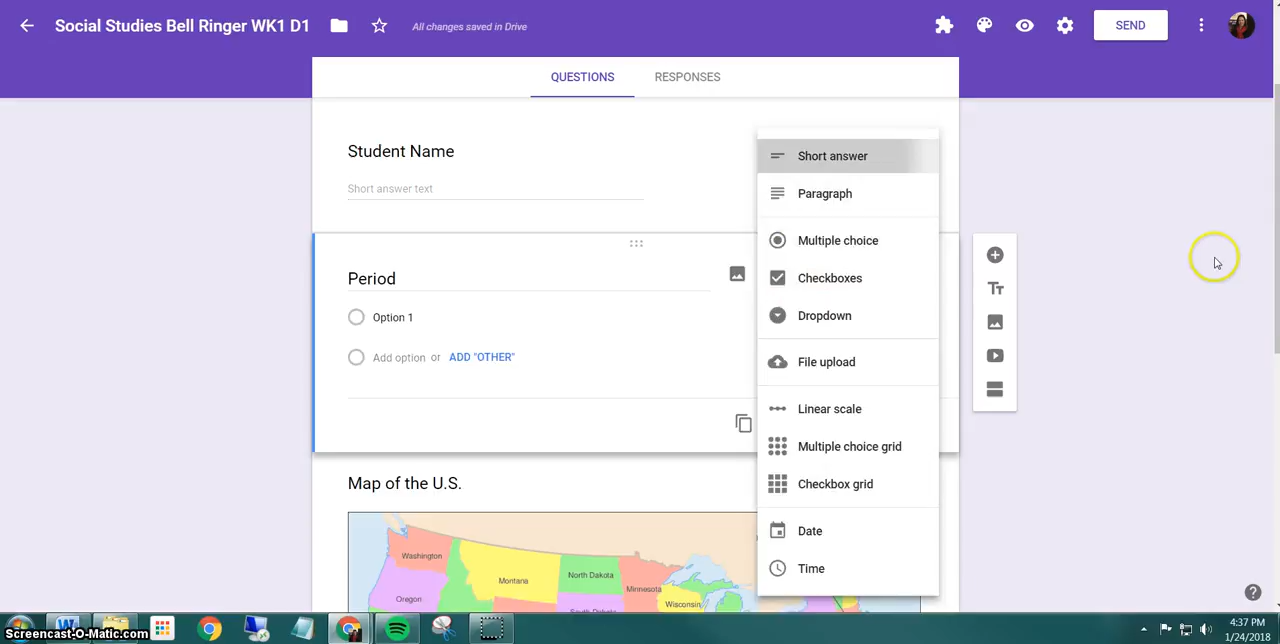 Social Studies Bell Ringer WK1 D1
All changes saved in Drive
SEND
QUESTIONS
RESPONSES
Student Name
Short answer text
Period
Option 1
Add option or ADD "OTHER"
Short answer
Paragraph
Multiple choice
Checkboxes
Dropdown
File upload
Linear scale
Multiple choice grid
Checkbox grid
Date
Time
Tт
Map of the U.S.
Washington
Montana
North Dakota
Minnesota
Oregon
Wisconsin
South Dakota
Screencast-O-Matic.com
4:37 PM
1/24/2018